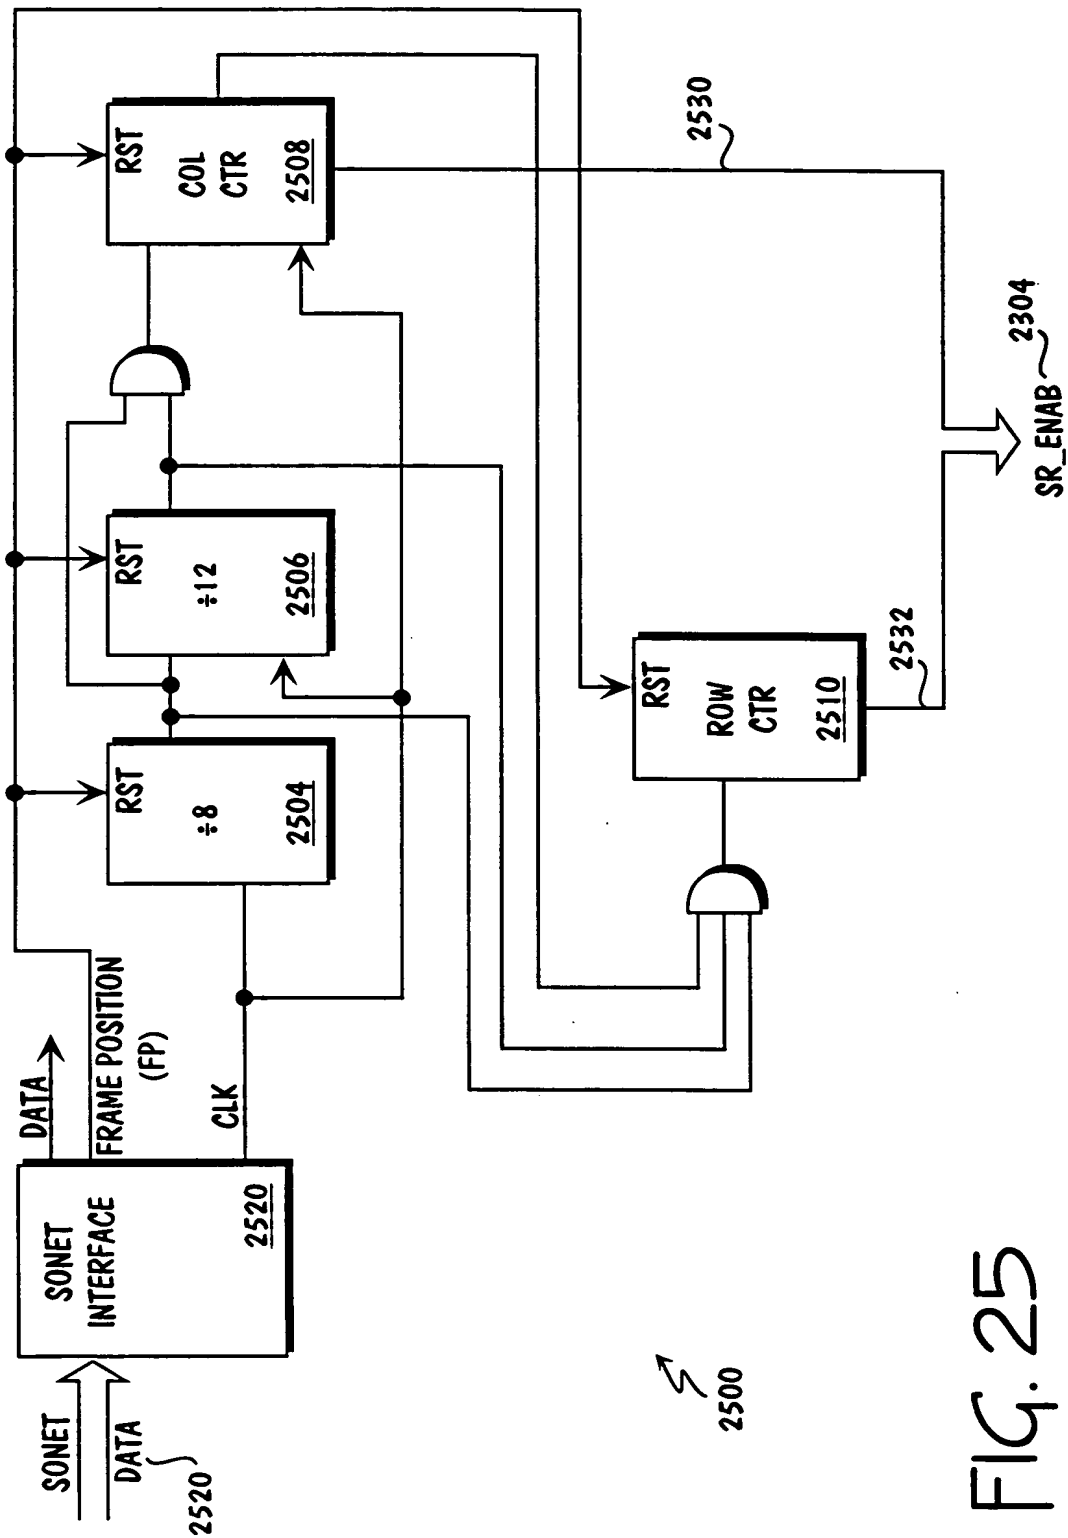 SONET
DATA
2520
SONET
INTERFACE
2520
DATA
FRAME POSITION
(FP)
CLK
RST
÷8
2504
RST
÷12
2506
RST
COL
CTR
2508
RST
ROW
CTR
2510
2530
2532
SR_ENAB
2304
2500
FIG. 25